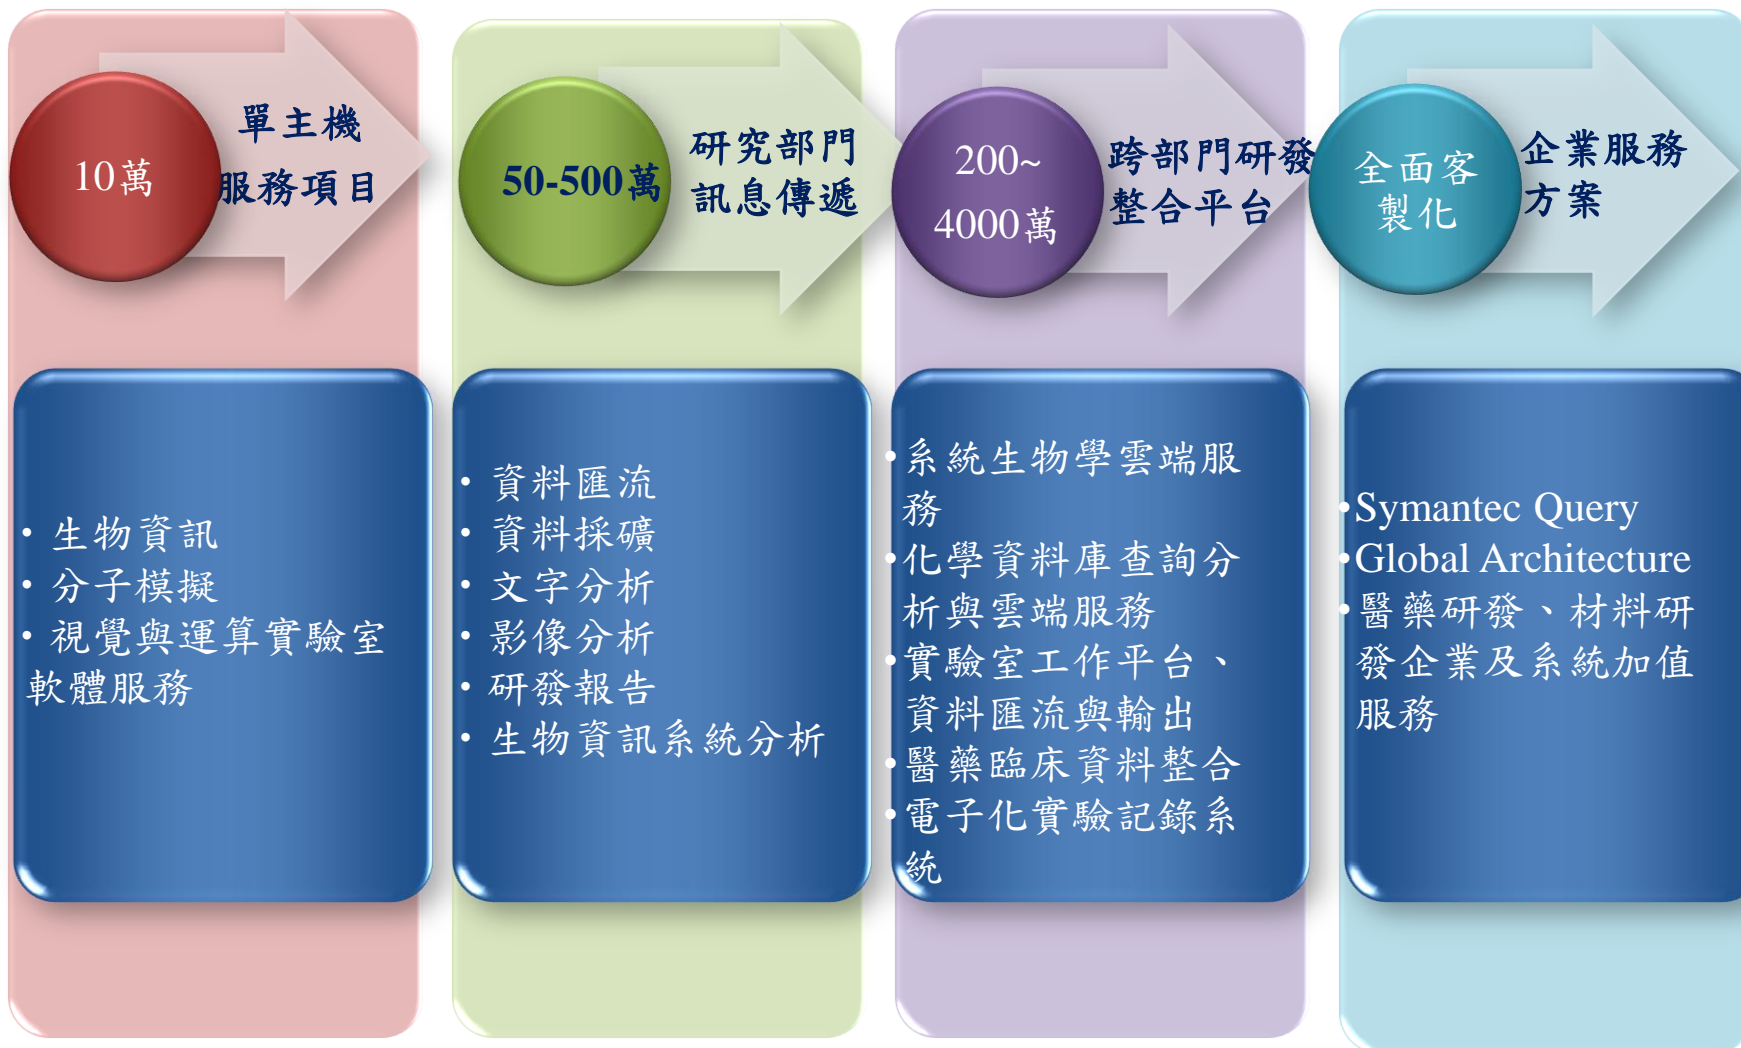 10萬
單主機
服務項目
• 生物資訊
• 分子模擬
• 視覺與運算實驗室
軟體服務
50-500萬
研究部門
訊息傳遞
• 資料匯流
• 資料採礦
• 文字分析
• 影像分析
• 研發報告
• 生物資訊系統分析
200~
4000萬
跨部門研發
整合平台
•系統生物學雲端服
務
•化學資料庫查詢分
析與雲端服務
•實驗室工作平台、
資料匯流與輸出
•醫藥臨床資料整合
•電子化實驗記錄系
統
全面客
製化
企業服務
方案
•Symantec Query
•Global Architecture
•醫藥研發、材料研
發企業及系統加值
服務